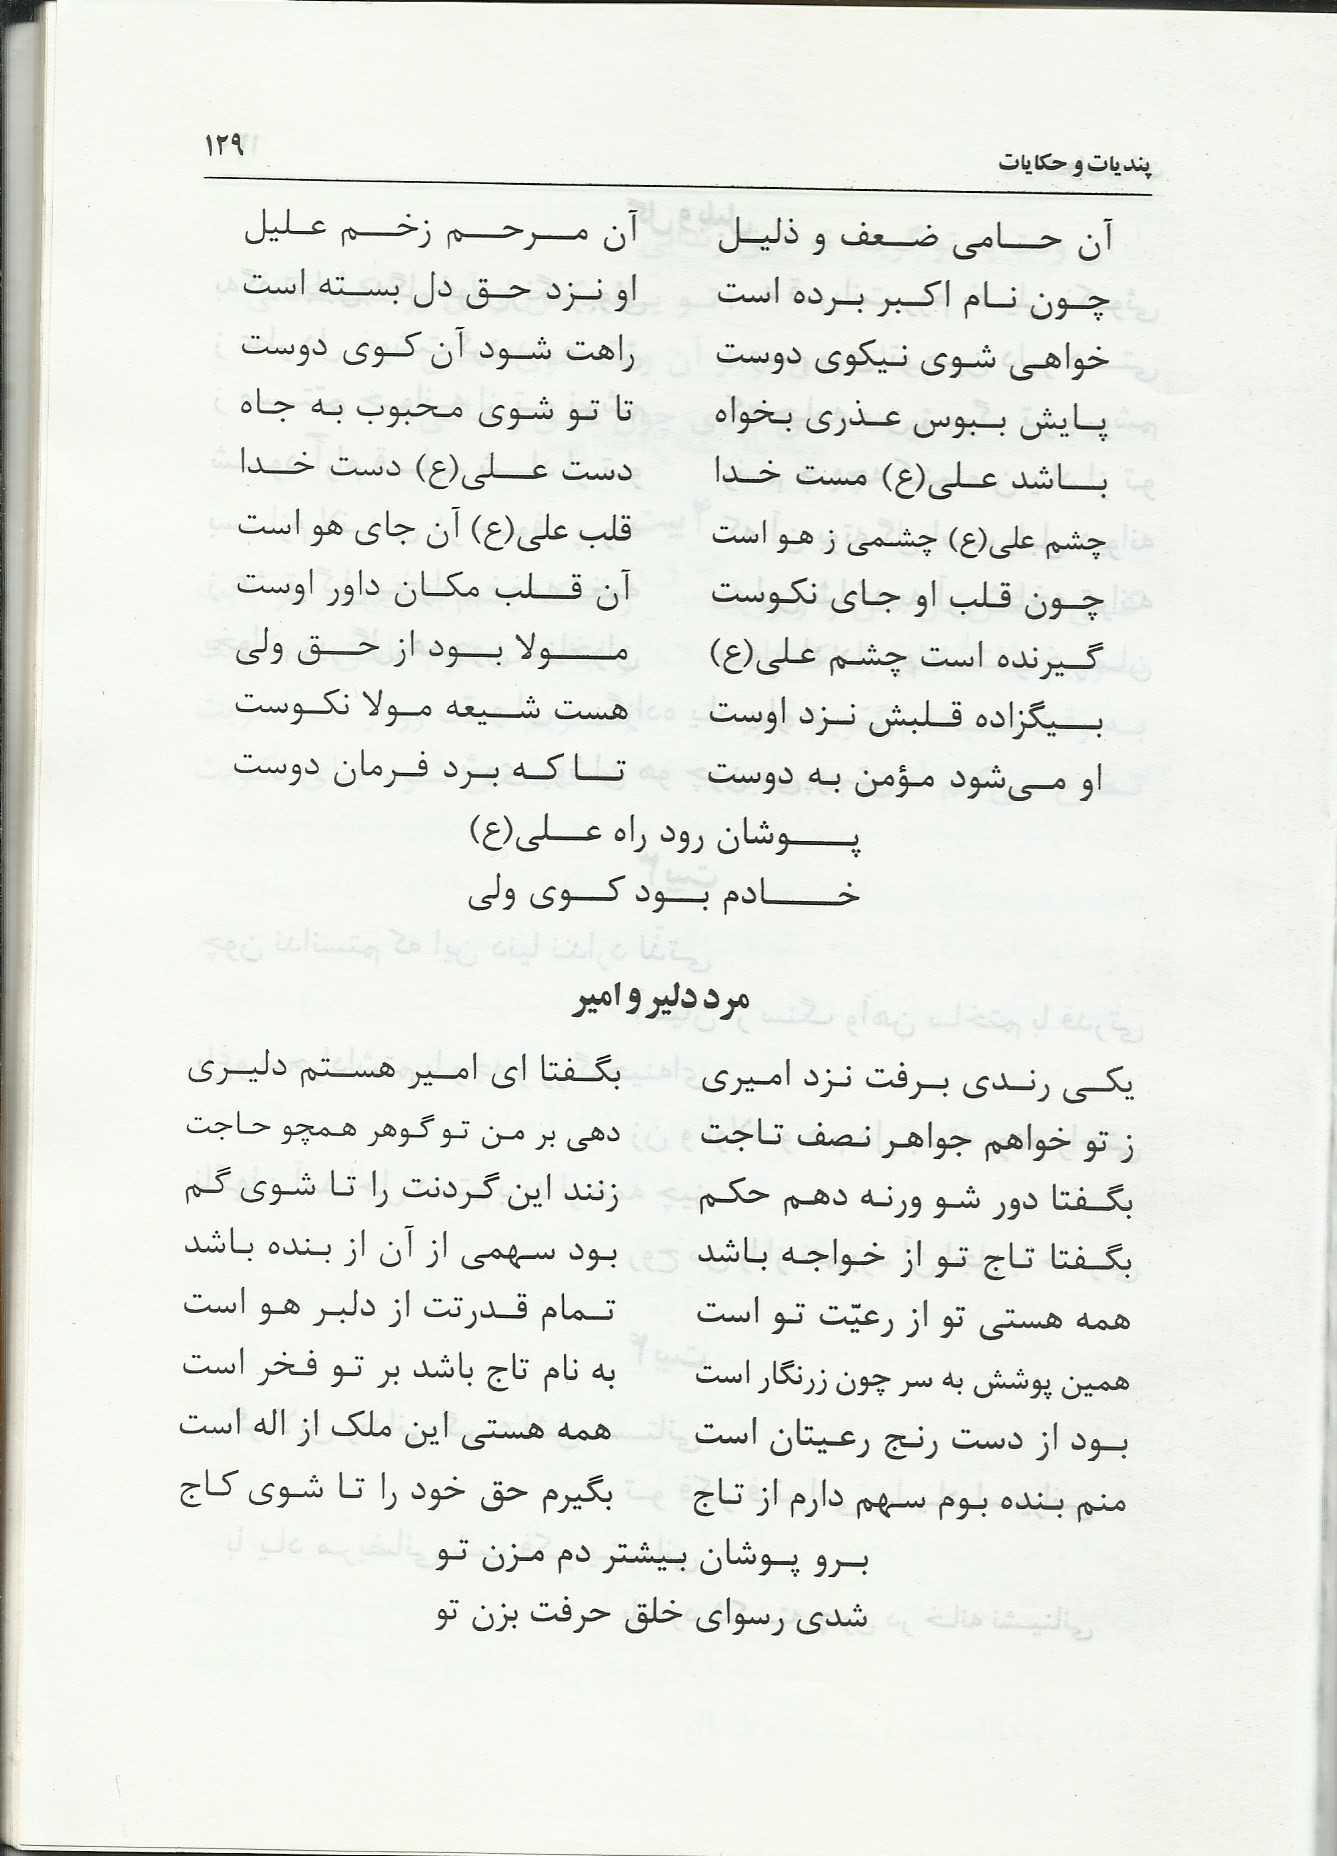 پندیات و حکایات ۱۲۹
آن حامی ضعف و ذلیل آن مرحم زخم علیل
چون نام اکبر برده است او نزد حق دل بسته است
خواهی شوی نیکوی دوست راهت شود آن کوی دوست
پایش ببوس عذری بخواه تا تو شوی محبوب به جاه
باشد علی(ع) مست خدا دست علی(ع) دست خدا
چشم علی(ع) چشمی ز هو است قلب علی(ع) آن جای هو است
چون قلب او جای نکوست آن قلب مکان داور اوست
گیرنده است چشم علی(ع) مولا بود از حق ولی
بیگزاده قلبش نزد اوست هست شیعه مولا نکوست
او می‌شود مؤمن به دوست تا که برد فرمان دوست
پوشان رود راه علی(ع)
خادم بود کوی ولی
مرد دلیر و امیر
یکی رندی برفت نزد امیری بگفتا ای امیر هستم دلیری
ز تو خواهم جواهر نصف تاجت دهی بر من تو گوهر همچو حاجت
بگفتا دور شو ورنه دهم حکم زنند این گردنت را تا شوی گم
بگفتا تاج تو از خواجه باشد بود سهمی از آن از بنده باشد
همه هستی تو از رعیّت تو است تمام قدرتت از دلبر هو است
همین پوشش به سر چون زرنگار است به نام تاج باشد بر تو فخر است
بود از دست رنج رعیتان است همه هستی این ملک از اله است
منم بنده بوم سهم دارم از تاج بگیرم حق خود را تا شوی کاج
برو پوشان بیشتر دم مزن تو
شدی رسوای خلق حرفت بزن تو